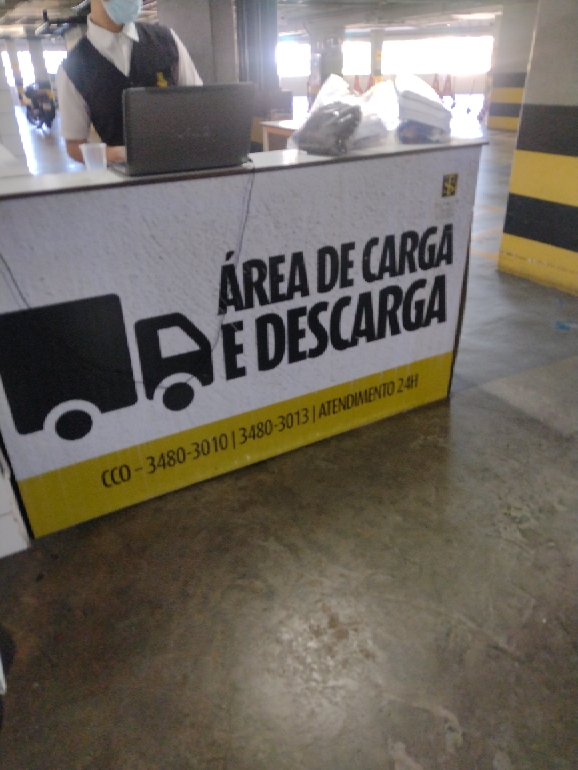 ÁREA DE CARGA
E DESCARGA
CCO - 3480-3010 | 3480-3013 | ATENDIMENTO 24H